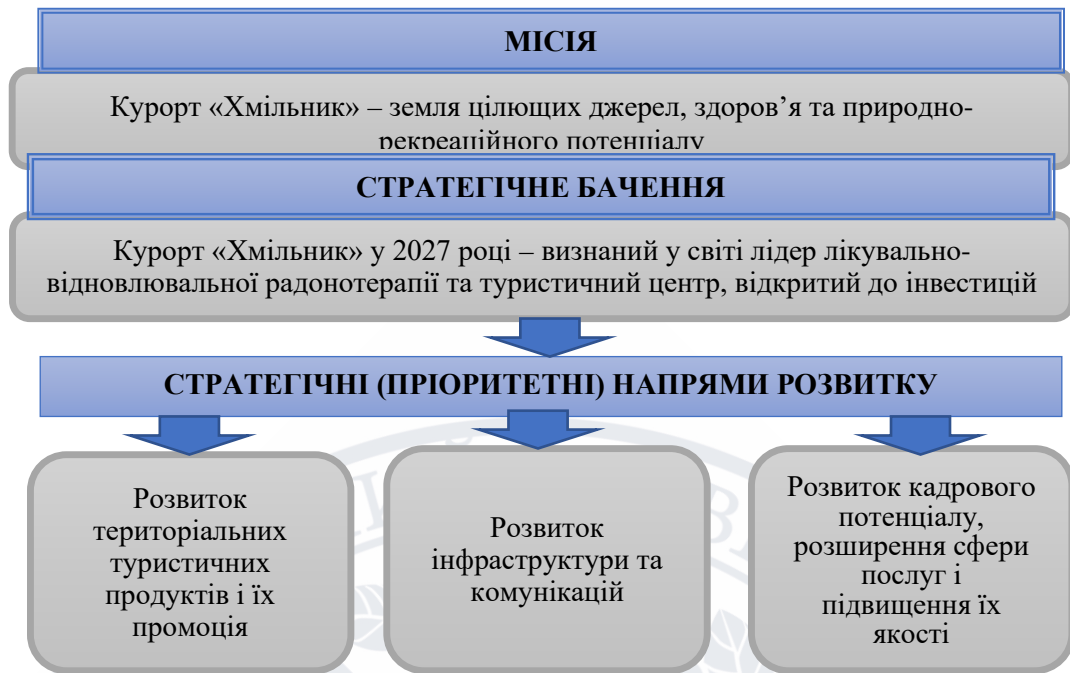 МІСІЯ
Курорт «Хмільник» – земля цілющих джерел, здоров’я та природно-
рекреаційного потенціалу
СТРАТЕГІЧНЕ БАЧЕННЯ
Курорт «Хмільник» у 2027 році – визнаний у світі лідер лікувально-
відновлювальної радонотерапії та туристичний центр, відкритий до інвестицій
СТРАТЕГІЧНІ (ПРІОРИТЕТНІ) НАПРЯМИ РОЗВИТКУ
Розвиток
територіальних
туристичних
продуктів і їх
промоція
Розвиток
інфраструктури та
комунікацій
Розвиток кадрового
потенціалу,
розширення сфери
послуг і
підвищення їх
якості